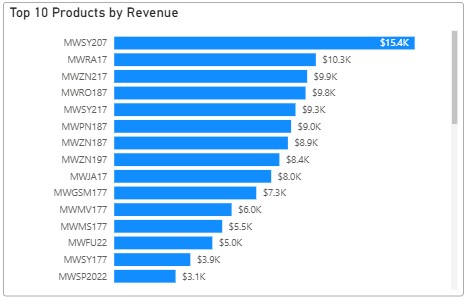 Top 10 Products by Revenue
MWSY207 $15.4K
MWRA17 $10.3K
MWZN217 $9.9K
MWRO187 $9.8K
MWSY217 $9.3K
MWPN187 $9.0K
MWZN187 $8.9K
MWZN197 $8.4K
MWJA17 $8.0K
MWGSM177 $7.3K
MWMV177 $6.0K
MWMS177 $5.5K
MWFU22 $5.0K
MWSY177 $3.9K
MWSP2022 $3.1K